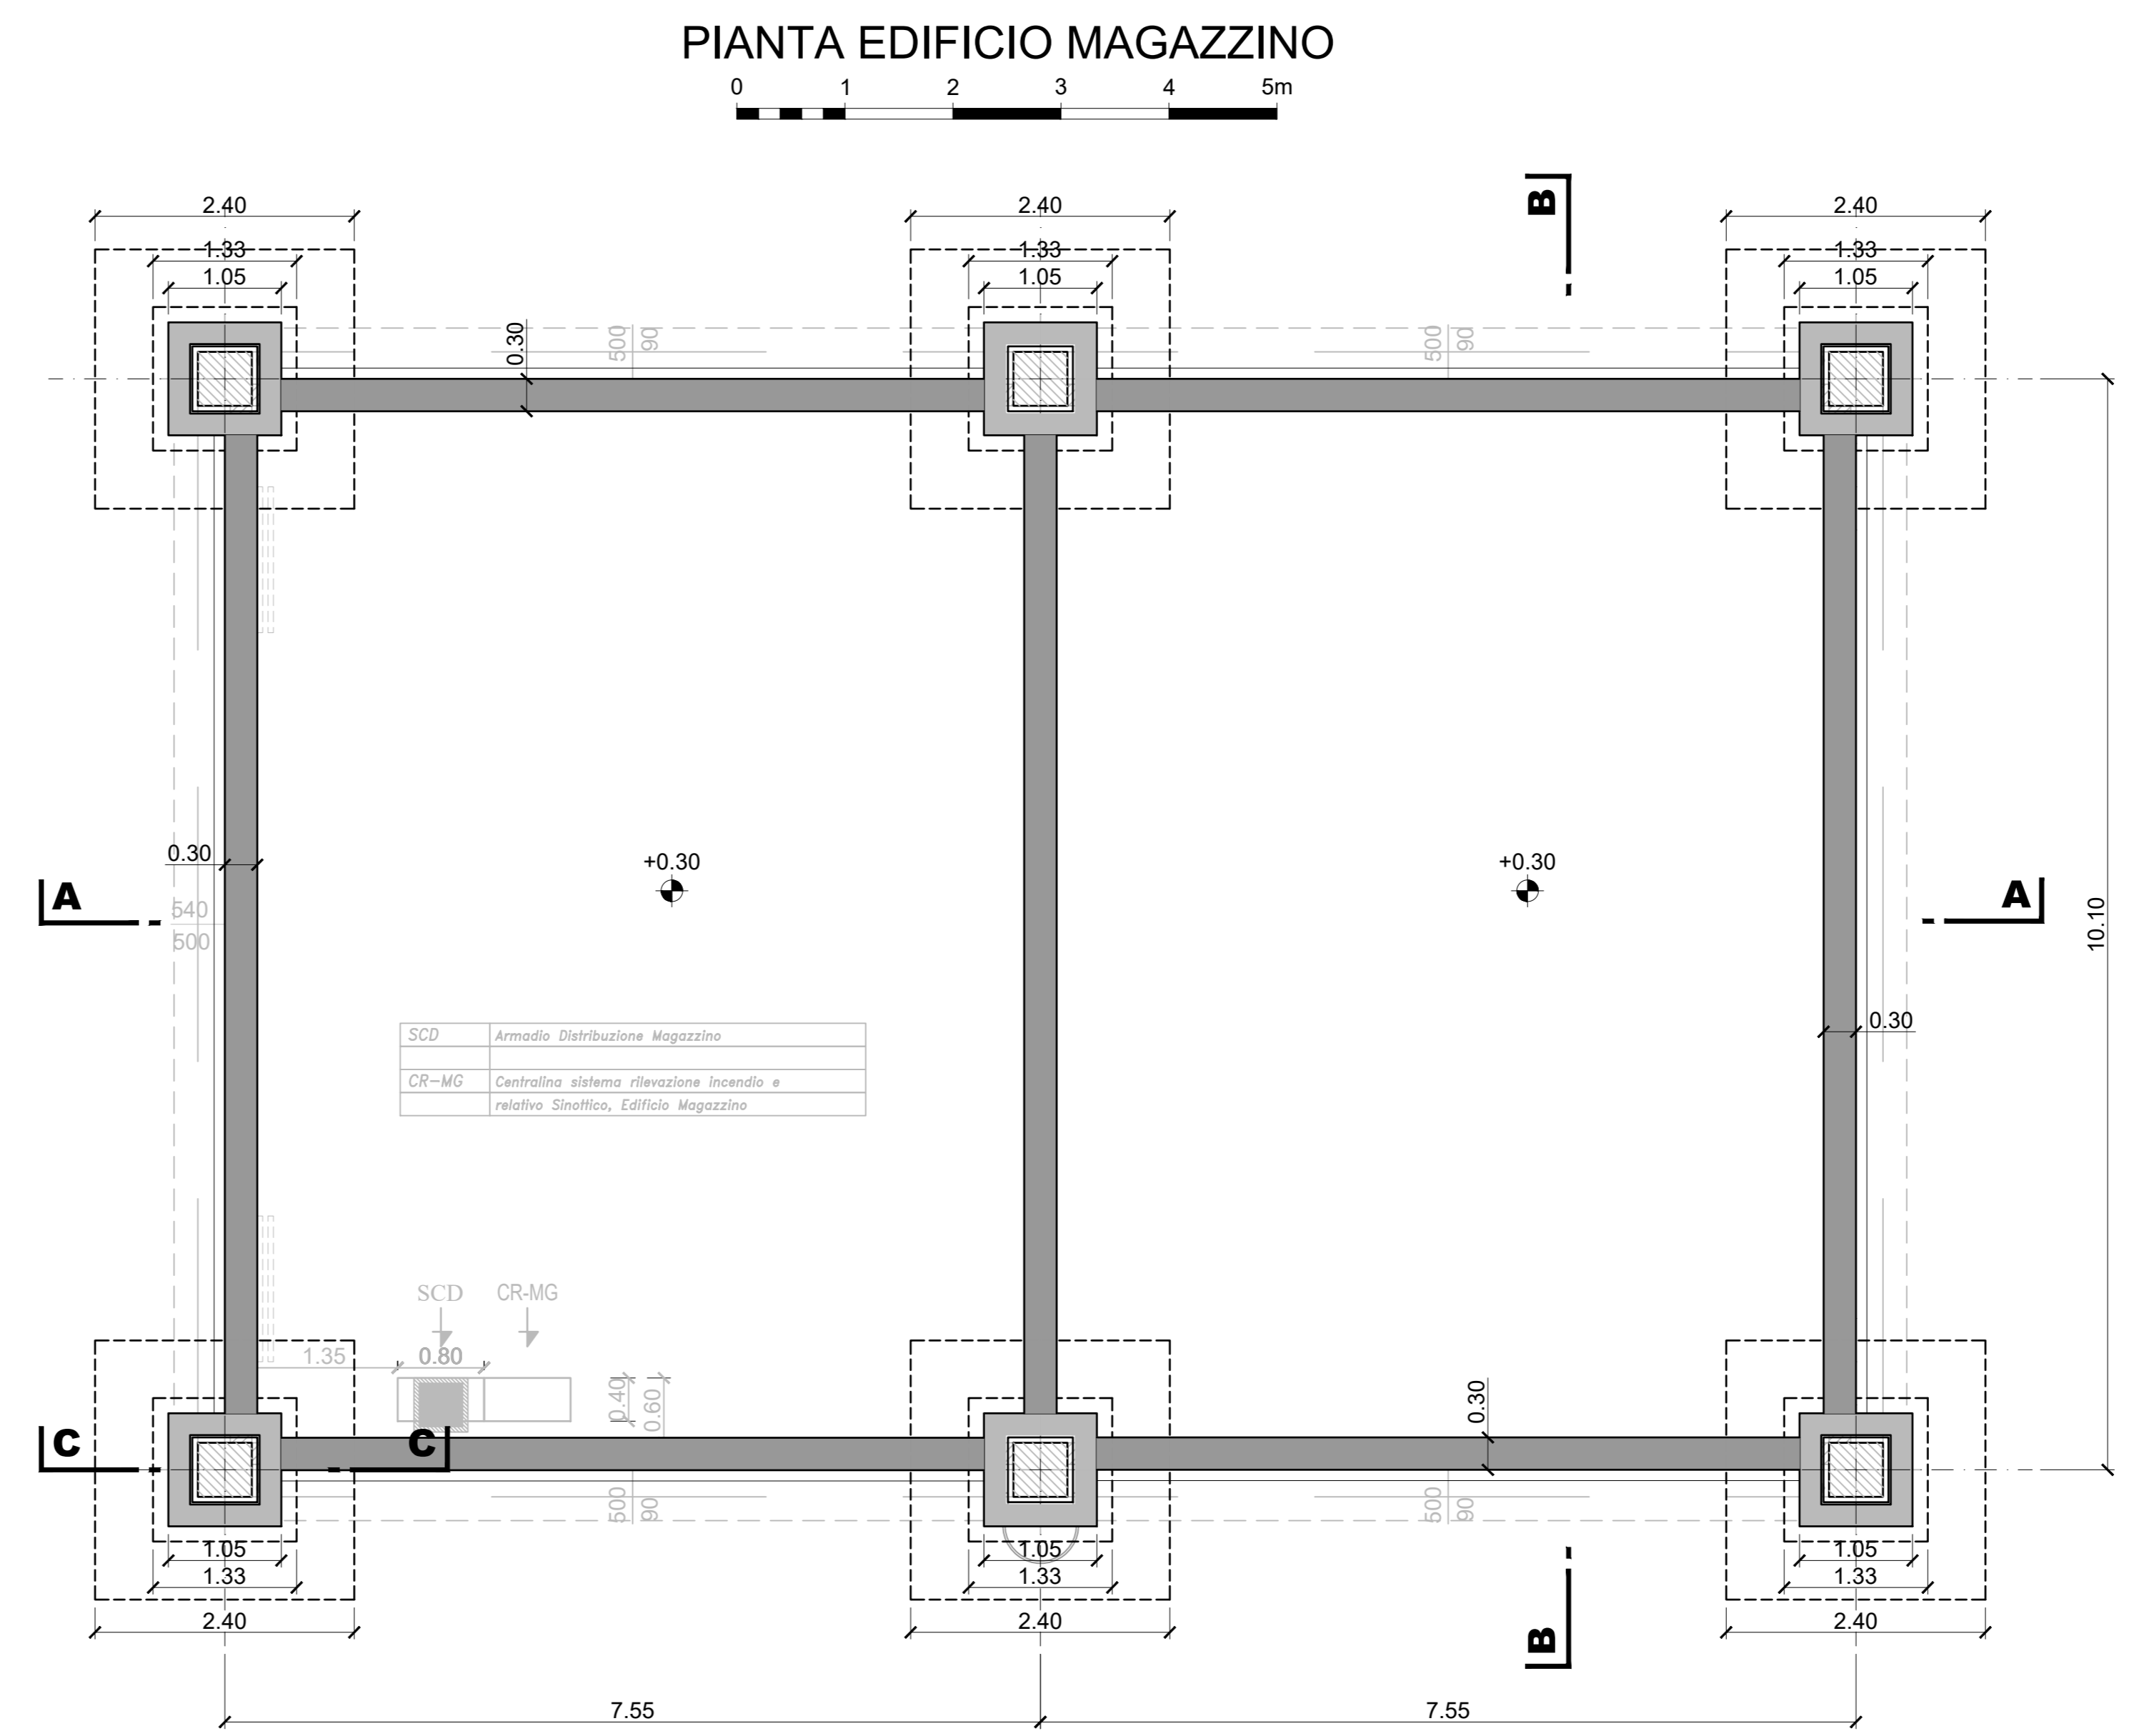 PIANTA EDIFICIO MAGAZZINO
0 1 2 3 4 5m
B
2.40 2.40 2.40
1.33 1.33 1.33
1.05 1.05 1.05
0.30 500 90 500 90
0.30 +0.30 +0.30
A A
540
500
10.10
0.30
SCD Armadio Distribuzione Magazzino
CR-MG Centralina sistema rilevazione incendio e
relativo Sinottico, Edificio Magazzino
SCD CR-MG
1.35 0.80
0.40 0.60 0.30
C C
500 90 500 90
1.05 1.05 1.05
1.33 1.33 1.33
2.40 2.40 2.40
B
7.55 7.55